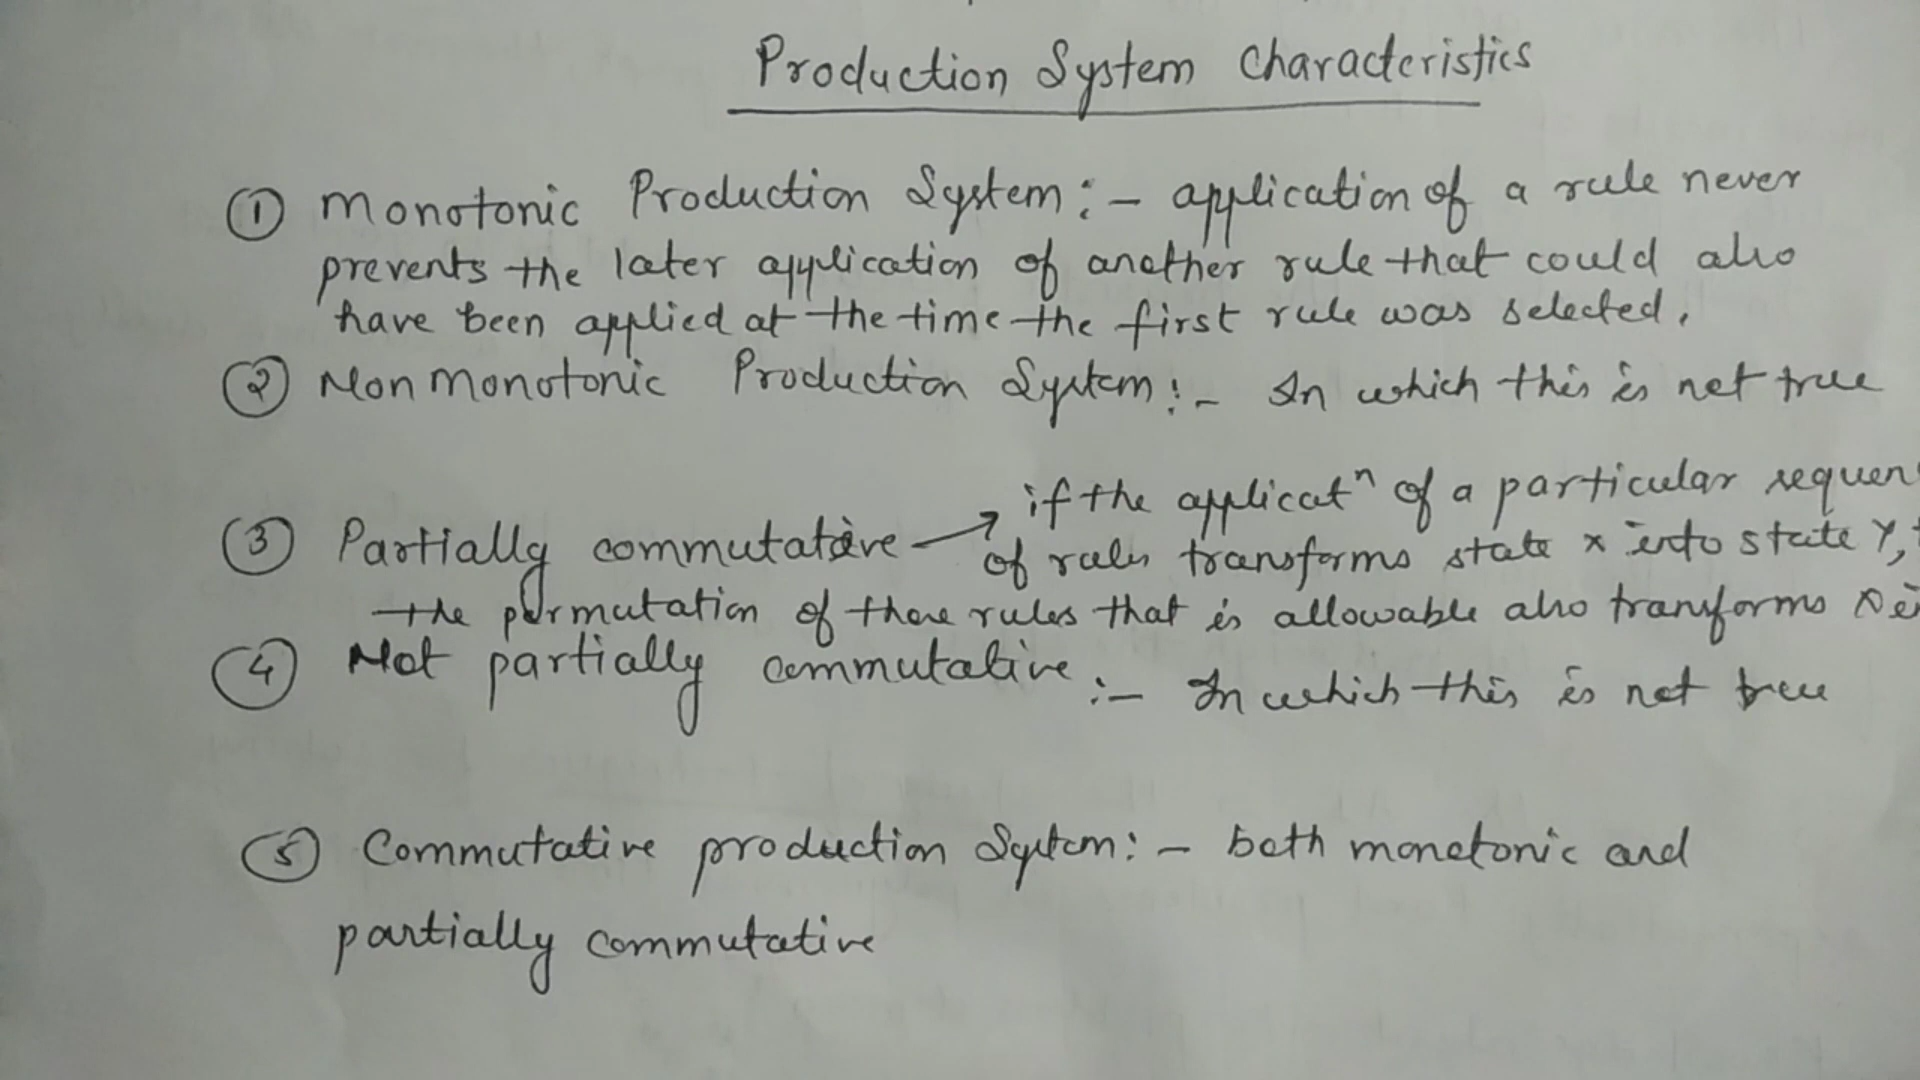 Production System Characteristics
① Monotonic Production System :- application of a rule never
prevents the later application of another rule that could also
have been applied at the time the first rule was selected.
② Non monotonic Production System :- In which this is not true
if the applicatⁿ of a particular sequen
③ Partially commutative → of rules transforms state x into state Y,
the permutation of those rules that is allowable also transforms x
④ Not partially commutative :- In which this is not true
⑤ Commutative production System :- both monotonic and
partially commutative